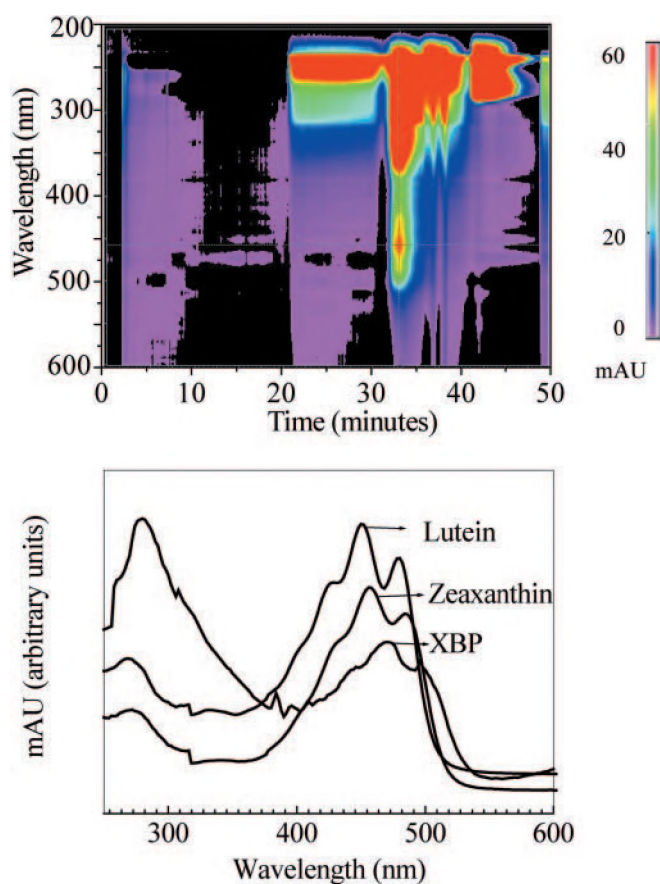 200
300
400
500
600
Wavelength (nm)
0
10
20
30
40
50
Time (minutes)
60
40
20
0
mAU
mAU (arbitrary units)
Lutein
Zeaxanthin
XBP
300
400
500
600
Wavelength (nm)